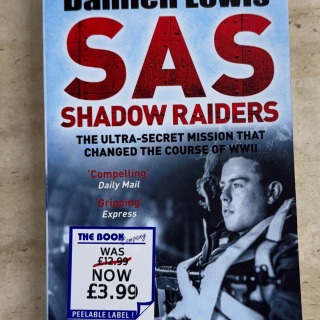 Damien Lewis
SAS
SHADOW RAIDERS
THE ULTRA-SECRET MISSION THAT
CHANGED THE COURSE OF WWII
'Compelling'
Daily Mail
'Gripping'
Express
THE BOOK
Company
WAS
£12.99
NOW
£3.99
PEELABLE LABEL !